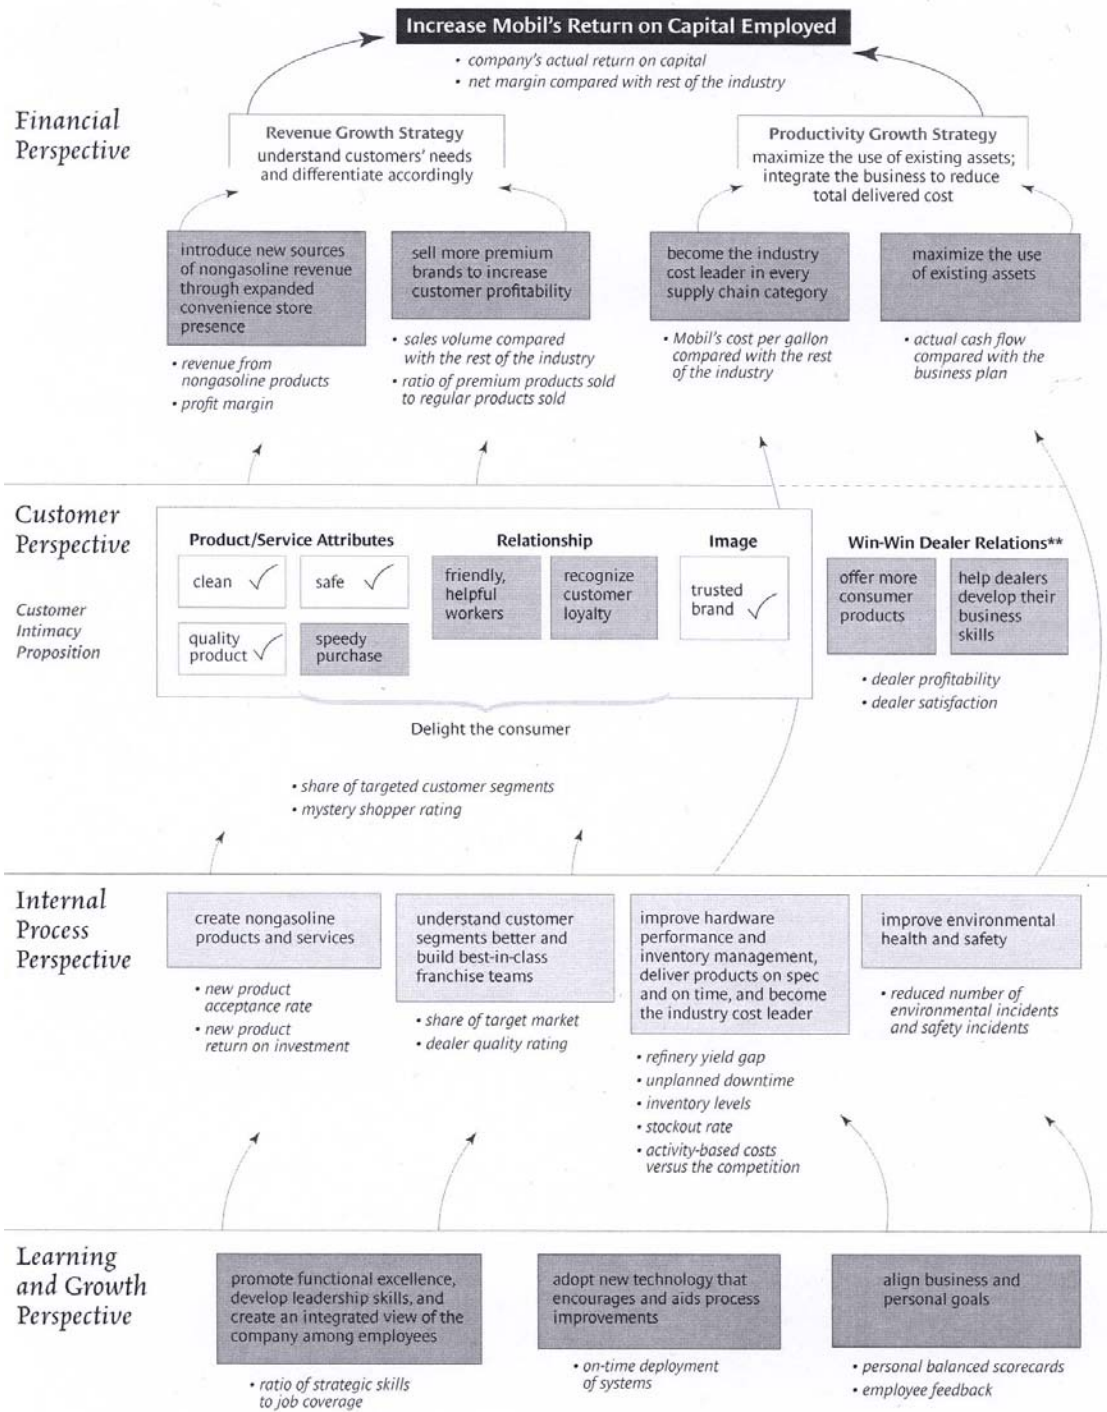 Increase Mobil's Return on Capital Employed
• company's actual return on capital
• net margin compared with rest of the industry
Financial
Perspective
Revenue Growth Strategy
understand customers' needs
and differentiate accordingly
Productivity Growth Strategy
maximize the use of existing assets;
integrate the business to reduce
total delivered cost
introduce new sources
of nongasoline revenue
through expanded
convenience store
presence
• revenue from
nongasoline products
• profit margin
sell more premium
brands to increase
customer profitability
• sales volume compared
with the rest of the industry
• ratio of premium products sold
to regular products sold
become the industry
cost leader in every
supply chain category
• Mobil's cost per gallon
compared with the rest
of the industry
maximize the use
of existing assets
• actual cash flow
compared with the
business plan
Customer
Perspective
Customer
Intimacy
Proposition
Product/Service Attributes
clean ✓
safe ✓
quality
product ✓
speedy
purchase
Relationship
friendly,
helpful
workers
recognize
customer
loyalty
Image
trusted
brand ✓
Win-Win Dealer Relations**
offer more
consumer
products
help dealers
develop their
business
skills
• dealer profitability
• dealer satisfaction
Delight the consumer
• share of targeted customer segments
• mystery shopper rating
Internal
Process
Perspective
create nongasoline
products and services
• new product
acceptance rate
• new product
return on investment
understand customer
segments better and
build best-in-class
franchise teams
• share of target market
• dealer quality rating
improve hardware
performance and
inventory management,
deliver products on spec
and on time, and become
the industry cost leader
• refinery yield gap
• unplanned downtime
• inventory levels
• stockout rate
• activity-based costs
versus the competition
improve environmental
health and safety
• reduced number of
environmental incidents
and safety incidents
Learning
and Growth
Perspective
promote functional excellence,
develop leadership skills, and
create an integrated view of the
company among employees
• ratio of strategic skills
to job coverage
adopt new technology that
encourages and aids process
improvements
• on-time deployment
of systems
align business and
personal goals
• personal balanced scorecards
• employee feedback